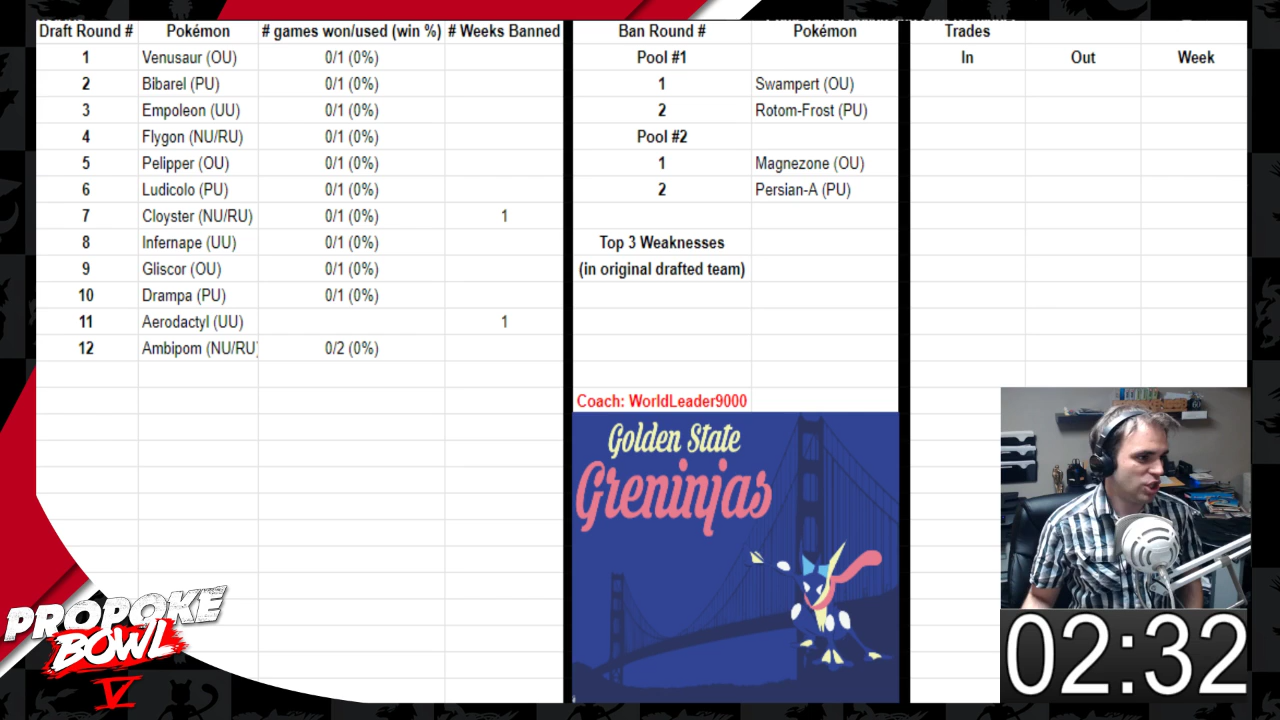 Draft Round # Pokémon # games won/used (win %) # Weeks Banned
1 Venusaur (OU) 0/1 (0%)
2 Bibarel (PU) 0/1 (0%)
3 Empoleon (UU) 0/1 (0%)
4 Flygon (NU/RU) 0/1 (0%)
5 Pelipper (OU) 0/1 (0%)
6 Ludicolo (PU) 0/1 (0%)
7 Cloyster (NU/RU) 0/1 (0%) 1
8 Infernape (UU) 0/1 (0%)
9 Gliscor (OU) 0/1 (0%)
10 Drampa (PU) 0/1 (0%)
11 Aerodactyl (UU) 1
12 Ambipom (NU/RU) 0/2 (0%)
Ban Round # Pokémon
Pool #1
1 Swampert (OU)
2 Rotom-Frost (PU)
Pool #2
1 Magnezone (OU)
2 Persian-A (PU)
Top 3 Weaknesses
(in original drafted team)
Coach: WorldLeader9000
Golden State
Greninjas
Trades
In Out Week
PROPOKE
BOWL
V
02:32